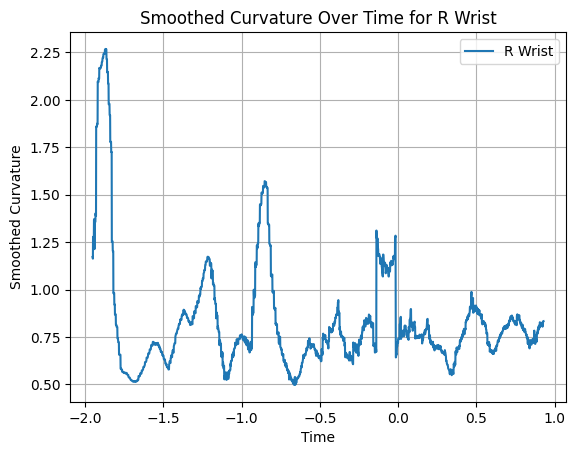 Smoothed Curvature Over Time for R Wrist
R Wrist
Smoothed Curvature
2.25
2.00
1.75
1.50
1.25
1.00
0.75
0.50
−2.0 −1.5 −1.0 −0.5 0.0 0.5 1.0
Time